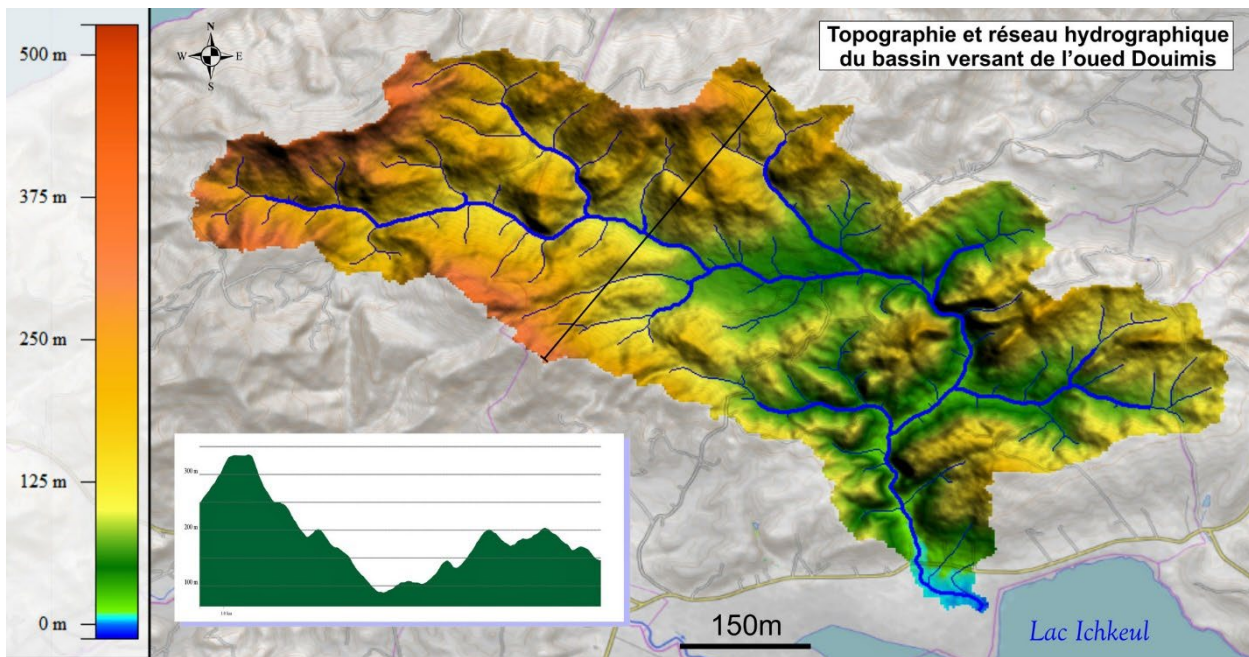 Topographie et réseau hydrographique
du bassin versant de l'oued Douimis
500 m
375 m
250 m
125 m
0 m
N
W
E
S
300 m
200 m
100 m
150m
Lac Ichkeul